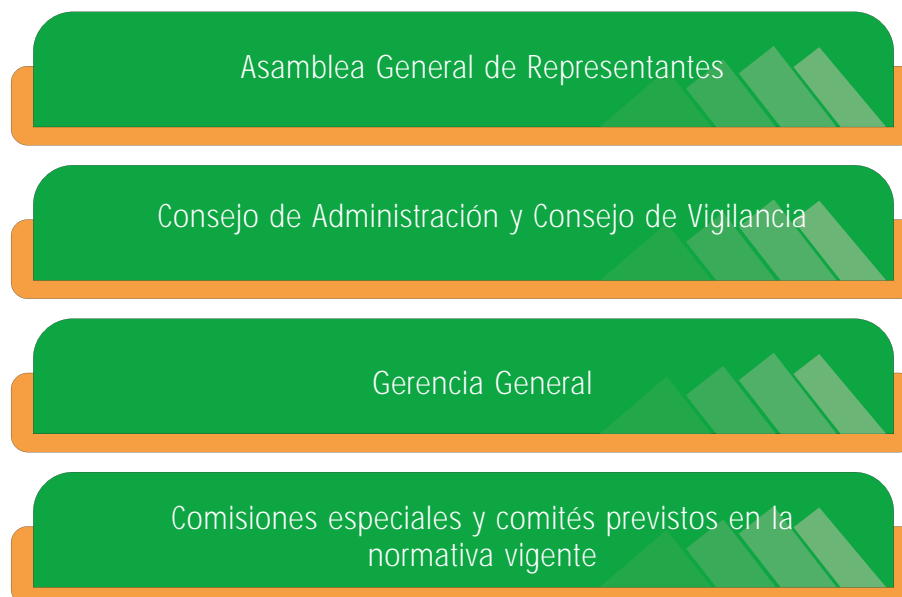 Asamblea General de Representantes
Consejo de Administración y Consejo de Vigilancia
Gerencia General
Comisiones especiales y comités previstos en la
normativa vigente